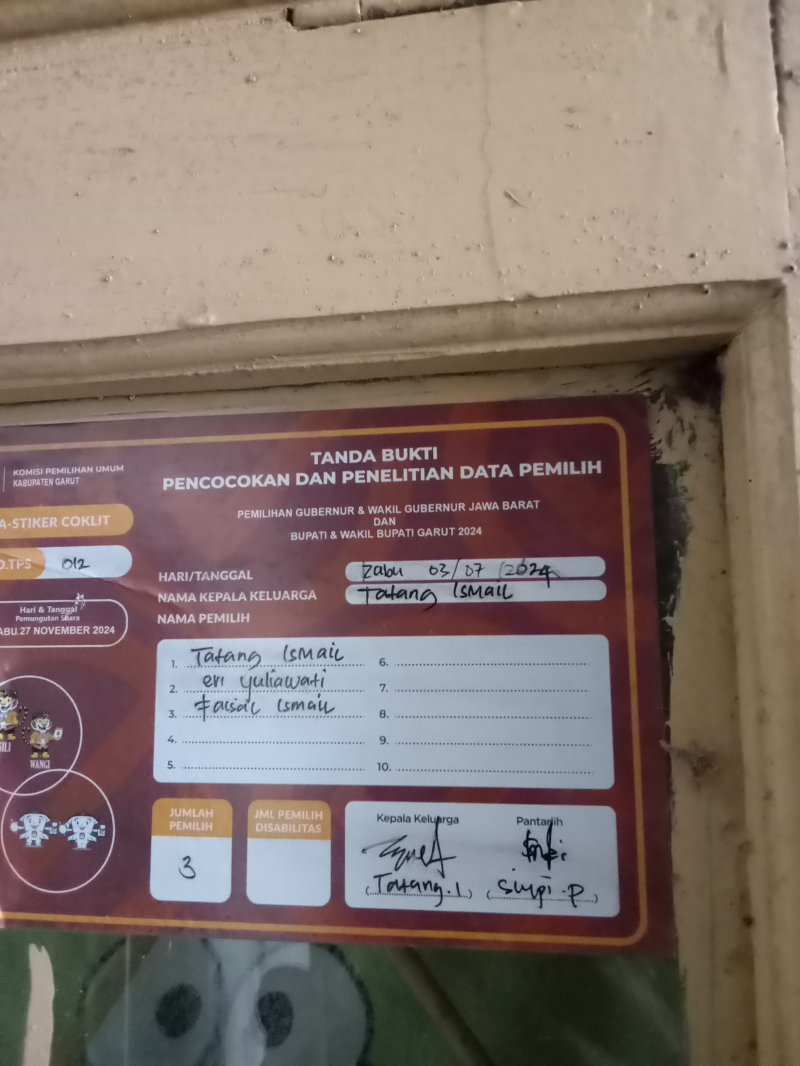 KOMISI PEMILIHAN UMUM
KABUPATEN GARUT
A-STIKER COKLIT
O.TPS 012
Hari & Tanggal
Pemungutan Suara
ABU, 27 NOVEMBER 2024
WANGI
TANDA BUKTI
PENCOCOKAN DAN PENELITIAN DATA PEMILIH
PEMILIHAN GUBERNUR & WAKIL GUBERNUR JAWA BARAT
DAN
BUPATI & WAKIL BUPATI GARUT 2024
HARI/TANGGAL Rabu 03/07/2024
NAMA KEPALA KELUARGA Tatang Ismail
NAMA PEMILIH
1. Tatang Ismail
2. eri yuliawati
3. Faisal Ismail
4.
5.
6.
7.
8.
9.
10.
JUMLAH PEMILIH
3
JML PEMILIH DISABILITAS
Kepala Keluarga
(Tatang.I)
Pantarlih